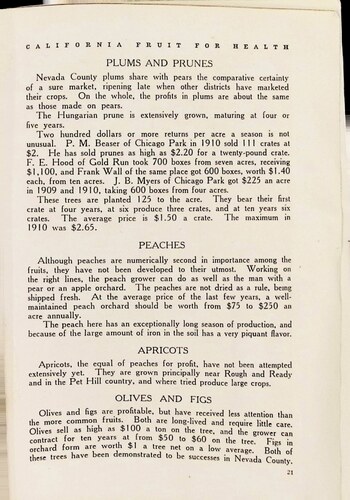 CALIFORNIA FRUIT FOR HEALTH
PLUMS AND PRUNES
Nevada County plums share with pears the comparative certainty
of a sure market, ripening late when other districts have marketed
their crops. On the whole, the profits in plums are about the same
as those made on pears.
The Hungarian prune is extensively grown, maturing at four or
five years.
Two hundred dollars or more returns per acre a season is not
unusual. P. M. Beaser of Chicago Park in 1910 sold 111 crates at
$2. He has sold prunes as high as $2.20 for a twenty-pound crate.
F. E. Hood of Gold Run took 700 boxes from seven acres, receiving
$1,100, and Frank Wall of the same place got 600 boxes, worth $1.40
each, from ten acres. J. B. Myers of Chicago Park got $225 an acre
in 1909 and 1910, taking 600 boxes from four acres.
These trees are planted 125 to the acre. They bear their first
crate at four years, at six produce three crates, and at ten years six
crates. The average price is $1.50 a crate. The maximum in
1910 was $2.65.
PEACHES
Although peaches are numerically second in importance among the
fruits, they have not been developed to their utmost. Working on
the right lines, the peach grower can do as well as the man with a
pear or an apple orchard. The peaches are not dried as a rule, being
shipped fresh. At the average price of the last few years, a well-
maintained peach orchard should be worth from $75 to $250 an
acre annually.
The peach here has an exceptionally long season of production, and
because of the large amount of iron in the soil has a very piquant flavor.
APRICOTS
Apricots, the equal of peaches for profit, have not been attempted
extensively yet. They are grown principally near Rough and Ready
and in the Pet Hill country, and where tried produce large crops.
OLIVES AND FIGS
Olives and figs are profitable, but have received less attention than
the more common fruits. Both are long-lived and require little care.
Olives sell as high as $100 a ton on the tree, and the grower can
contract for ten years at from $50 to $60 on the tree. Figs in
orchard form are worth $1 a tree net on a low average. Both of
these trees have been demonstrated to be successes in Nevada County.
21